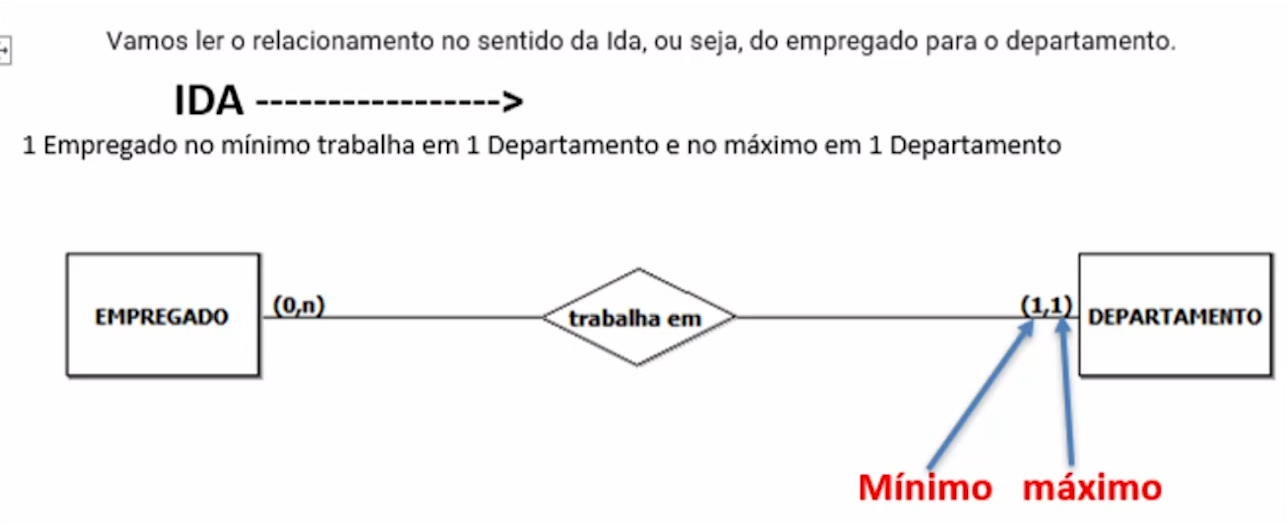 Vamos ler o relacionamento no sentido da Ida, ou seja, do empregado para o departamento.
IDA ----------------->
1 Empregado no mínimo trabalha em 1 Departamento e no máximo em 1 Departamento
EMPREGADO (0,n) trabalha em (1,1) DEPARTAMENTO
Mínimo máximo